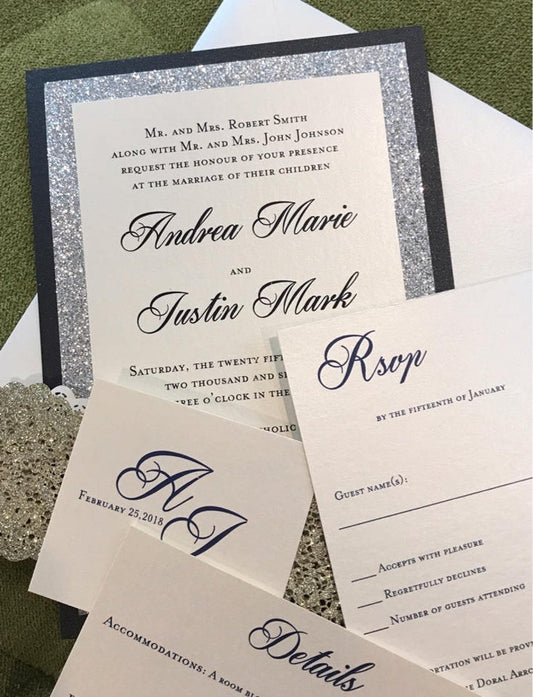 Mr. and Mrs. Robert Smith
along with Mr. and Mrs. John Johnson
request the honour of your presence
at the marriage of their children
Andrea Marie
and
Justin Mark
Saturday, the twenty
two thousand and
o'clock in the
Rsvp
by the fifteenth of January
Guest name(s):
Accepts with pleasure
Regretfully declines
Number of guests attending
will be
Doral
A
J
February 25,2018
Details
Accommodations: A room